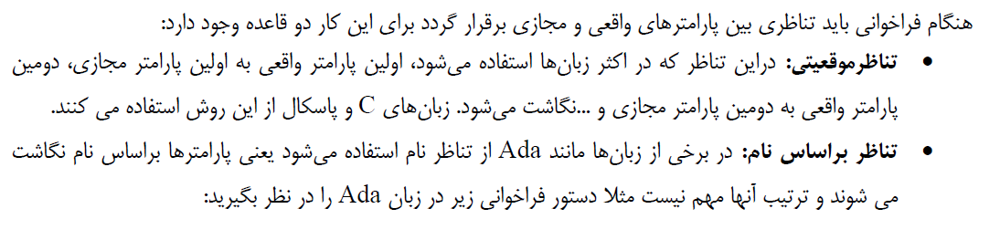 هنگام فراخوانی باید تناظری بین پارامترهای واقعی و مجازی برقرار گردد برای این کار دو قاعده وجود دارد:
• تناظرموقعیتی: دراین تناظر که در اکثر زبان‌ها استفاده می‌شود، اولین پارامتر واقعی به اولین پارامتر مجازی، دومین
پارامتر واقعی به دومین پارامتر مجازی و ...نگاشت می‌شود. زبان‌های C و پاسکال از این روش استفاده می کنند.
• تناظر براساس نام: در برخی از زبان‌ها مانند Ada از تناظر نام استفاده می‌شود یعنی پارامترها براساس نام نگاشت
می شوند و ترتیب آنها مهم نیست مثلا دستور فراخوانی زیر در زبان Ada را در نظر بگیرید: